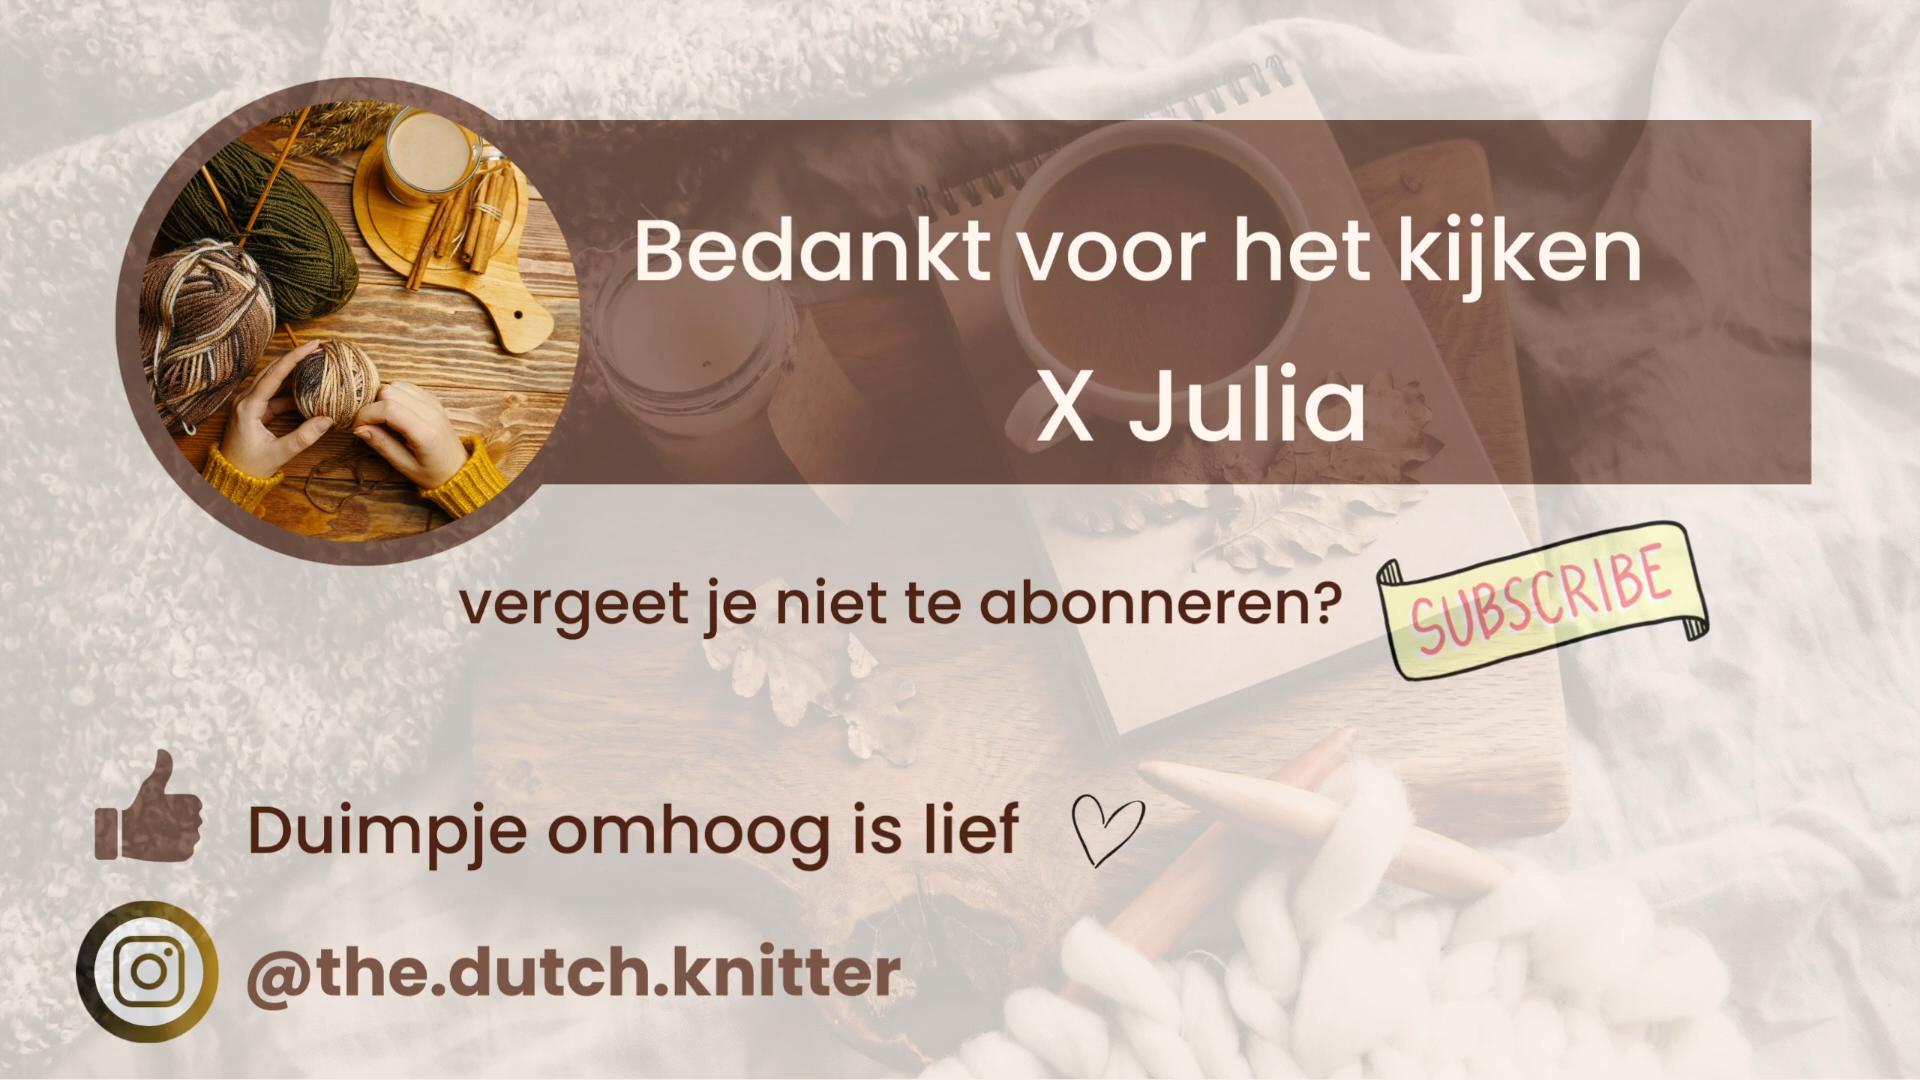 Bedankt voor het kijken
X Julia
vergeet je niet te abonneren?
SUBSCRIBE
Duimpje omhoog is lief
@the.dutch.knitter